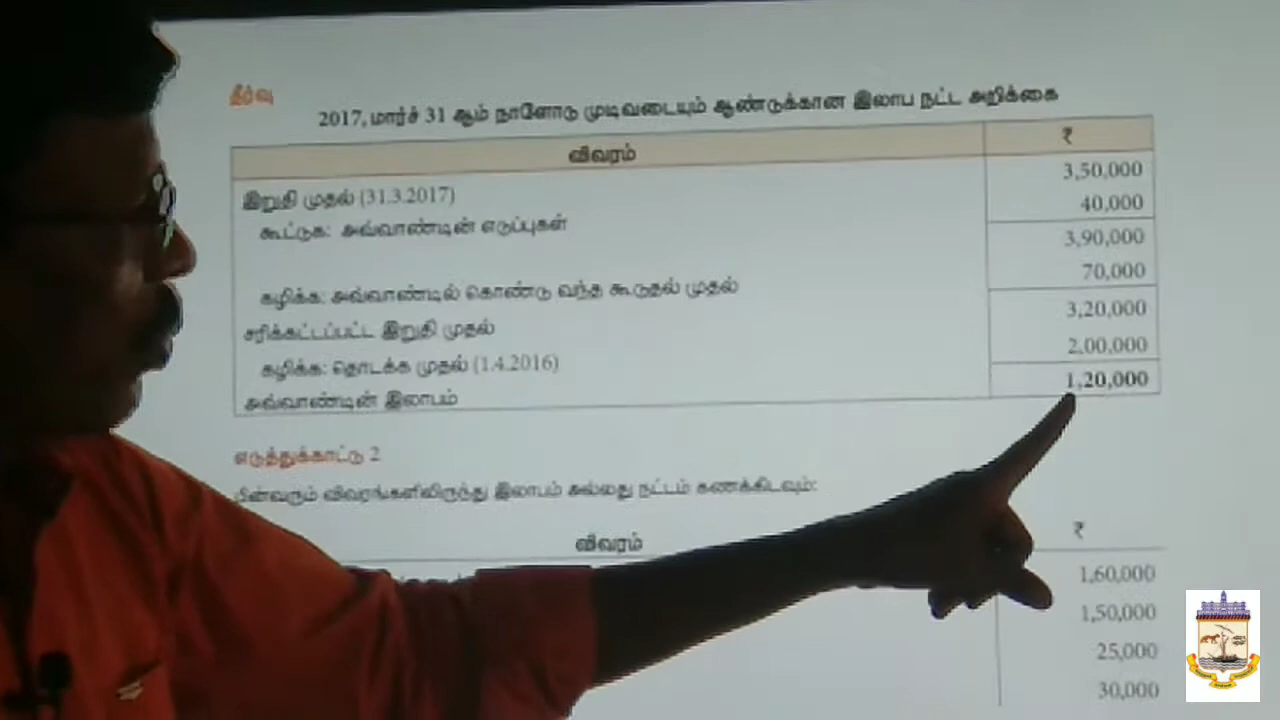 தீர்வு
2017, மார்ச் 31 ஆம் நாளோடு முடிவடையும் ஆண்டுக்கான இலாப நட்ட அறிக்கை
விவரம் ₹
இறுதி முதல் (31.3.2017) 3,50,000
கூட்டுக: அவ்வாண்டின் எடுப்புகள் 40,000
3,90,000
கழிக்க: அவ்வாண்டில் கொண்டு வந்த கூடுதல் முதல் 70,000
சரிக்கட்டப்பட்ட இறுதி முதல் 3,20,000
கழிக்க: தொடக்க முதல் (1.4.2016) 2,00,000
அவ்வாண்டின் இலாபம் 1,20,000
எடுத்துக்காட்டு 2
பின்வரும் விவரங்களிலிருந்து இலாபம் அல்லது நட்டம் கணக்கிடவும்:
விவரம் ₹
1,60,000
1,50,000
25,000
30,000